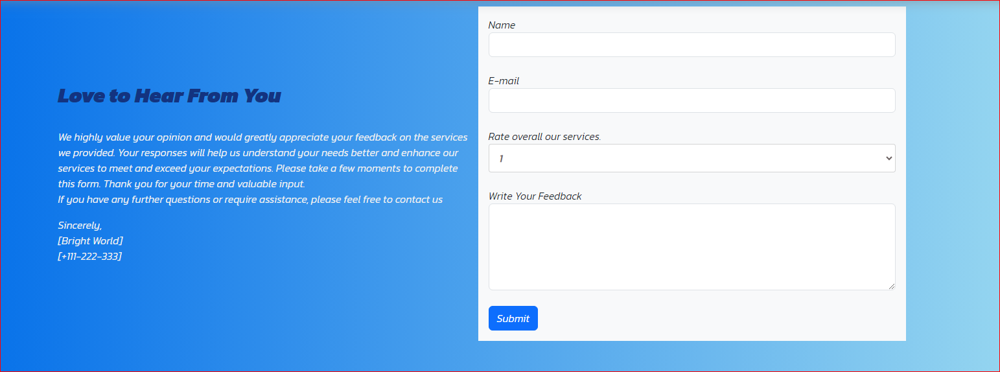 Love to Hear From You
We highly value your opinion and would greatly appreciate your feedback on the services
we provided. Your responses will help us understand your needs better and enhance our
services to meet and exceed your expectations. Please take a few moments to complete
this form. Thank you for your time and valuable input.
If you have any further questions or require assistance, please feel free to contact us
Sincerely,
[Bright World]
[+111-222-333]
Name
E-mail
Rate overall our services.
1
Write Your Feedback
Submit